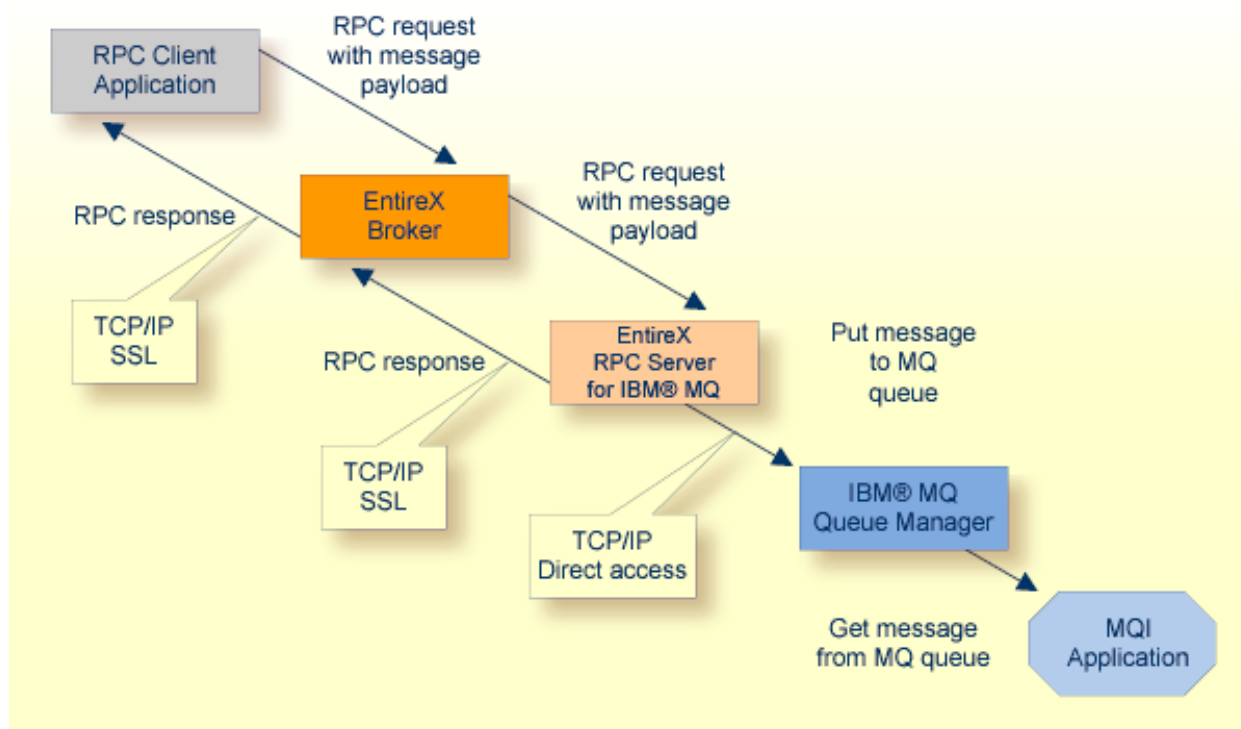 RPC Client
Application
RPC request
with message
payload
EntireX
Broker
RPC response
TCP/IP
SSL
RPC request
with message
payload
EntireX
RPC Server
for IBM® MQ
RPC response
TCP/IP
SSL
Put message
to MQ
queue
TCP/IP
Direct access
IBM® MQ
Queue Manager
Get message
from MQ queue
MQI
Application